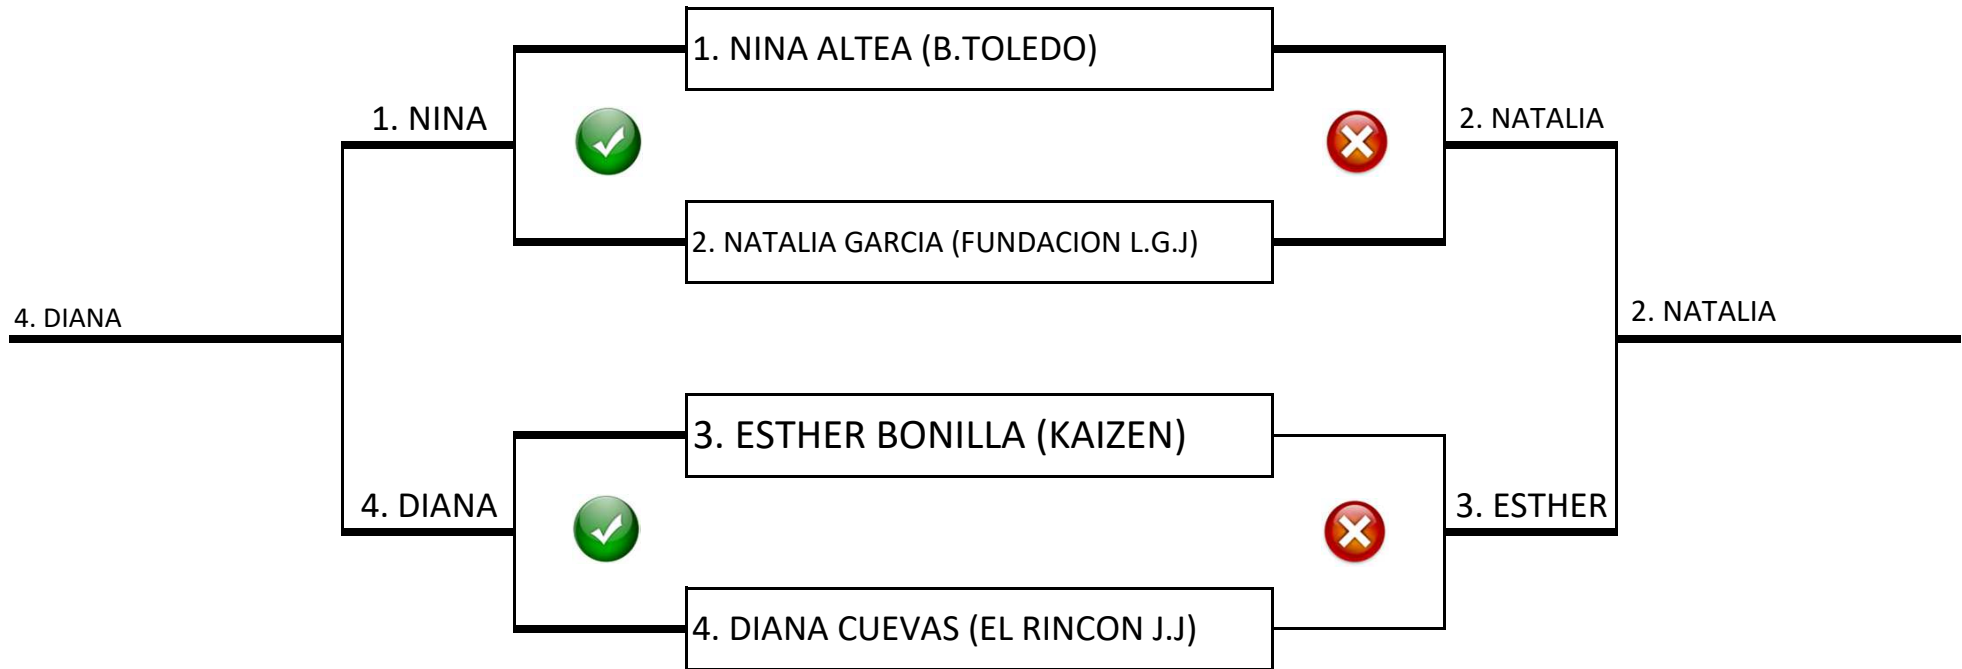 1. NINA ALTEA (B.TOLEDO)
1. NINA
2. NATALIA
2. NATALIA GARCIA (FUNDACION L.G.J)
4. DIANA
2. NATALIA
3. ESTHER BONILLA (KAIZEN)
4. DIANA
3. ESTHER
4. DIANA CUEVAS (EL RINCON J.J)